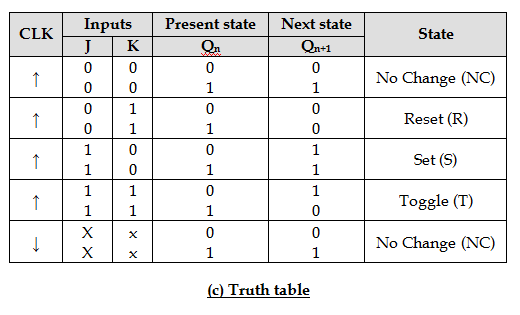 CLK Inputs Present state Next state State
J K Qn Qn+1
↑ 0 0 0 0 No Change (NC)
0 0 1 1
↑ 0 1 0 0 Reset (R)
0 1 1 0
↑ 1 0 0 1 Set (S)
1 0 1 1
↑ 1 1 0 1 Toggle (T)
1 1 1 0
↓ X x 0 0 No Change (NC)
X x 1 1
(c) Truth table